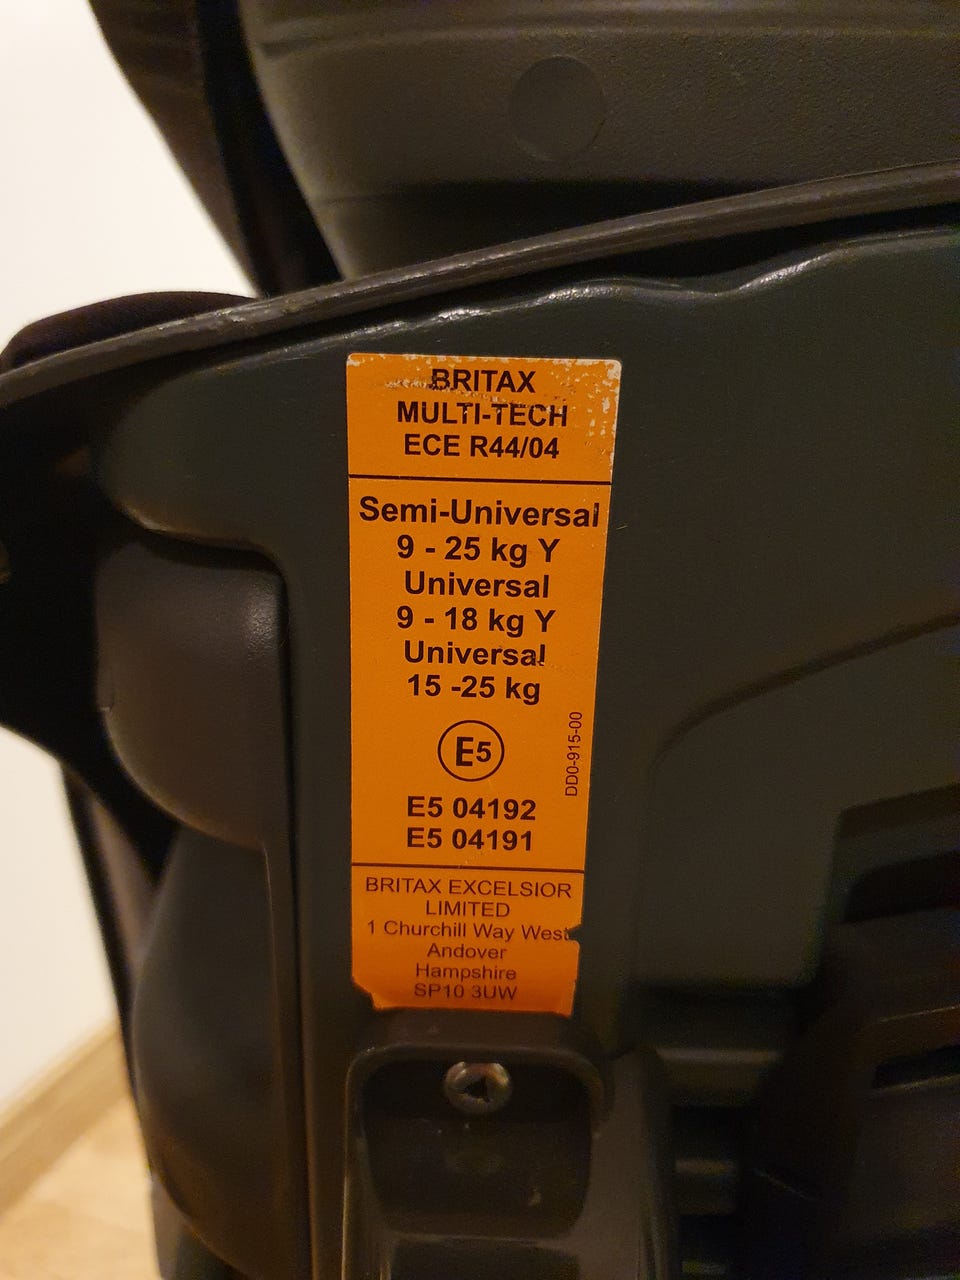 BRITAX
MULTI-TECH
ECE R44/04
Semi-Universal
9 - 25 kg Y
Universal
9 - 18 kg Y
Universal
15 -25 kg
E5
DD0-915-00
E5 04192
E5 04191
BRITAX EXCELSIOR
LIMITED
1 Churchill Way West
Andover
Hampshire
SP10 3UW